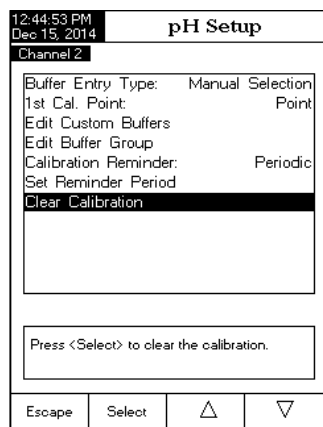 12:44:53 PM
Dec 15, 2014
pH Setup
Channel 2
Buffer Entry Type: Manual Selection
1st Cal. Point: Point
Edit Custom Buffers
Edit Buffer Group
Calibration Reminder: Periodic
Set Reminder Period
Clear Calibration
Press <Select> to clear the calibration.
Escape Select